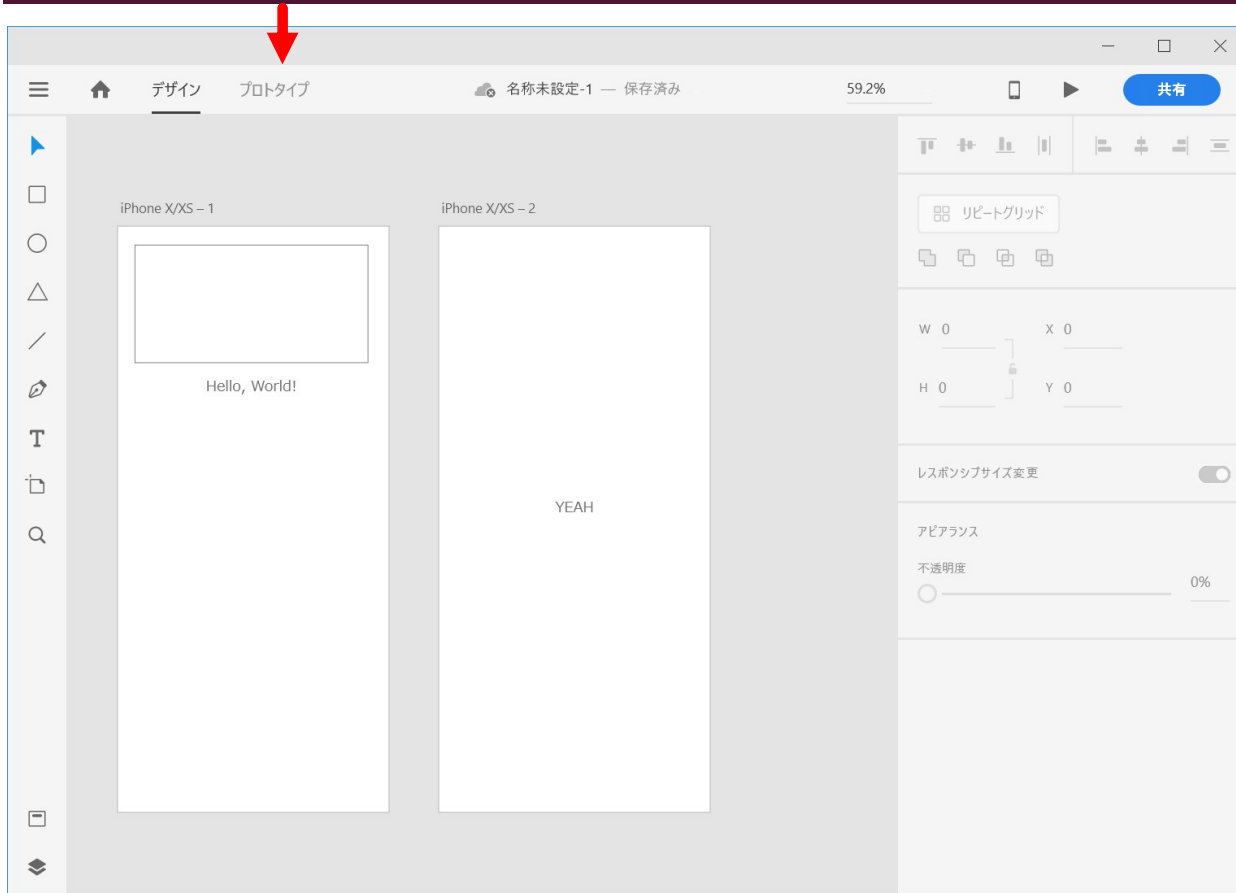 デザイン プロトタイプ 名称未設定-1 — 保存済み 59.2% 共有
iPhone X/XS – 1 iPhone X/XS – 2
リピートグリッド
W 0 X 0
Hello, World!
H 0 Y 0
レスポンシブサイズ変更
YEAH
アピアランス
不透明度
0%